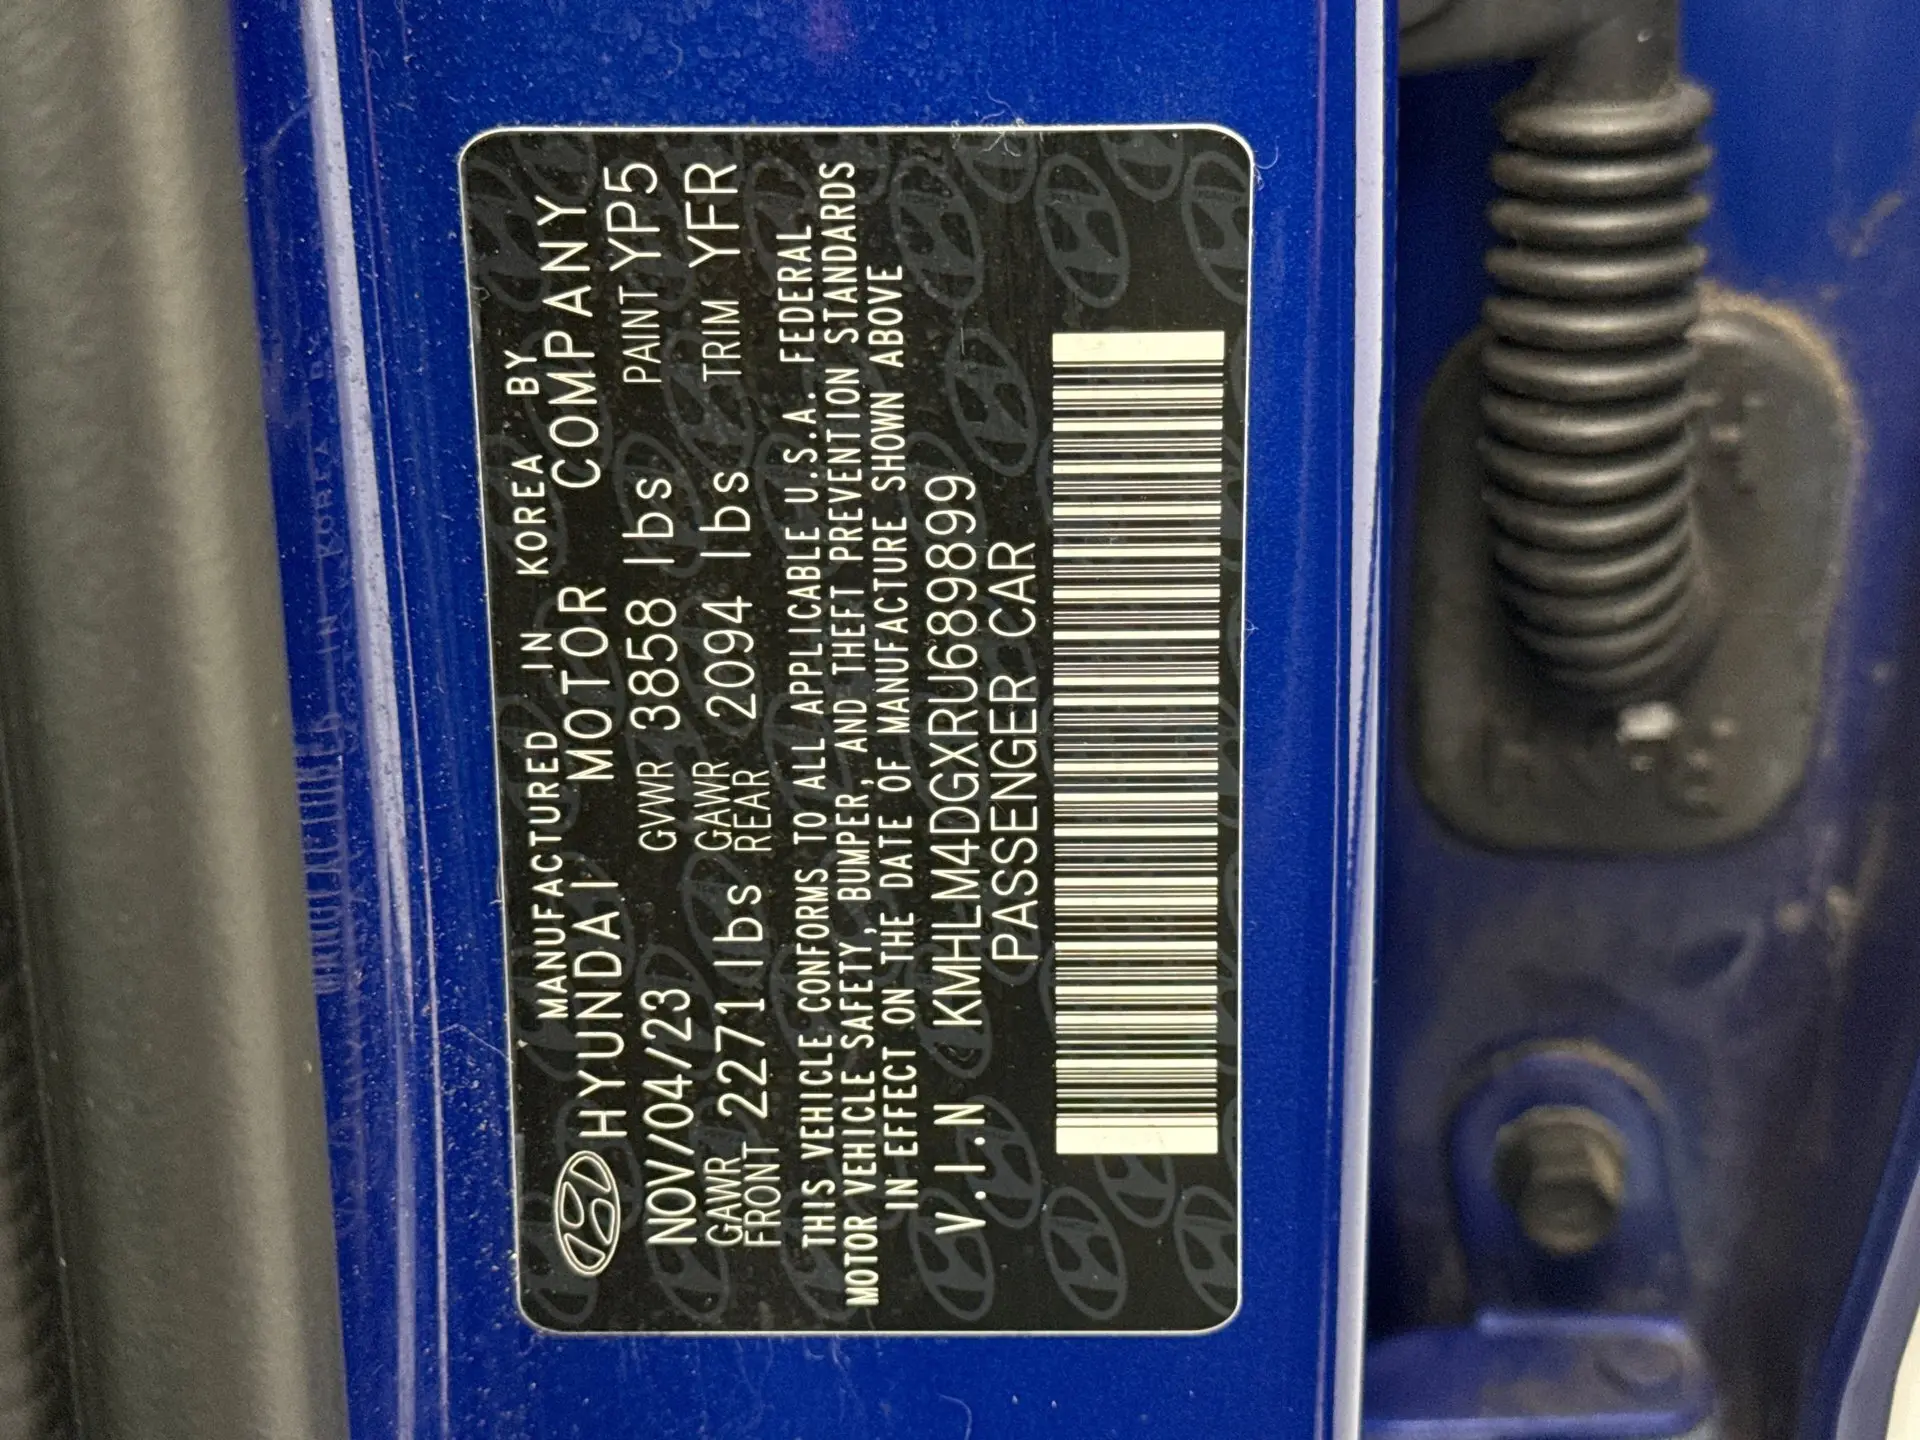 MANUFACTURED IN KOREA BY
HYUNDAI MOTOR COMPANY
NOV/04/23 GVWR 3858 lbs PAINT YP5
GAWR FRONT 2271 lbs GAWR REAR 2094 lbs TRIM YFR
THIS VEHICLE CONFORMS TO ALL APPLICABLE U.S.A. FEDERAL
MOTOR VEHICLE SAFETY, BUMPER, AND THEFT PREVENTION STANDARDS
IN EFFECT ON THE DATE OF MANUFACTURE SHOWN ABOVE
V.I.N KMHLM4DGXRU689899
PASSENGER CAR